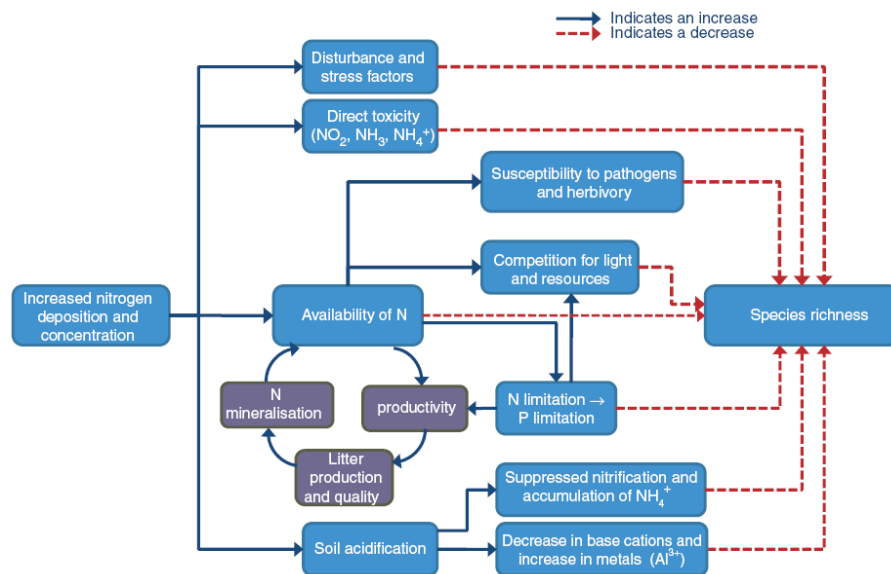 Indicates an increase
Indicates a decrease
Disturbance and
stress factors
Direct toxicity
(NO₂, NH₃, NH₄⁺)
Susceptibility to pathogens
and herbivory
Competition for light
and resources
Increased nitrogen
deposition and
concentration
Availability of N
Species richness
N
mineralisation
productivity
N limitation →
P limitation
Litter
production
and quality
Suppressed nitrification and
accumulation of NH₄⁺
Soil acidification
Decrease in base cations and
increase in metals (Al³⁺)